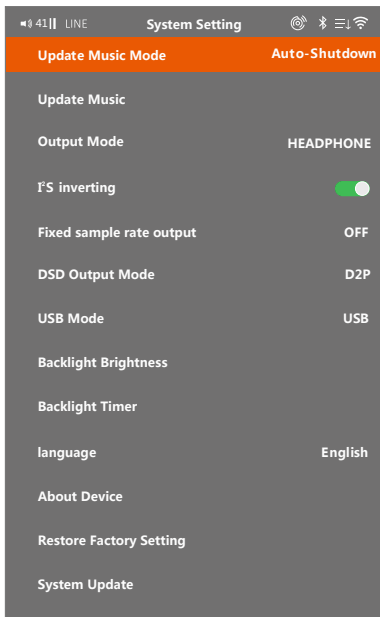 41 LINE System Setting
Update Music Mode Auto-Shutdown
Update Music
Output Mode HEADPHONE
I²S inverting
Fixed sample rate output OFF
DSD Output Mode D2P
USB Mode USB
Backlight Brightness
Backlight Timer
language English
About Device
Restore Factory Setting
System Update